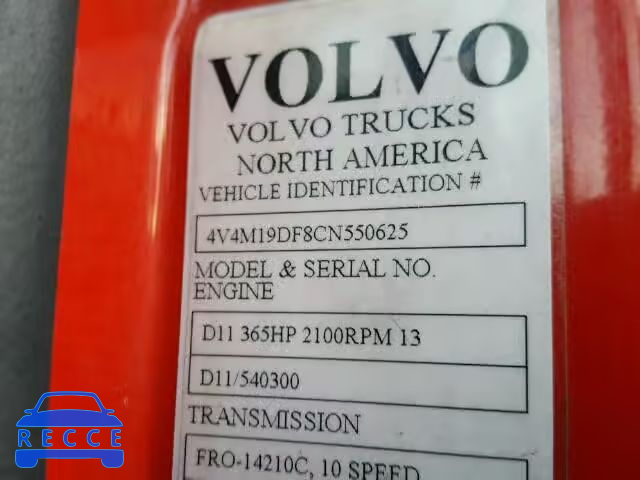 VOLVO
VOLVO TRUCKS
NORTH AMERICA
VEHICLE IDENTIFICATION #
4V4M19DF8CN550625
MODEL & SERIAL NO.
ENGINE
D11 365HP 2100RPM 13
D11/540300
TRANSMISSION
FRO-14210C, 10 SPEED
RECCE